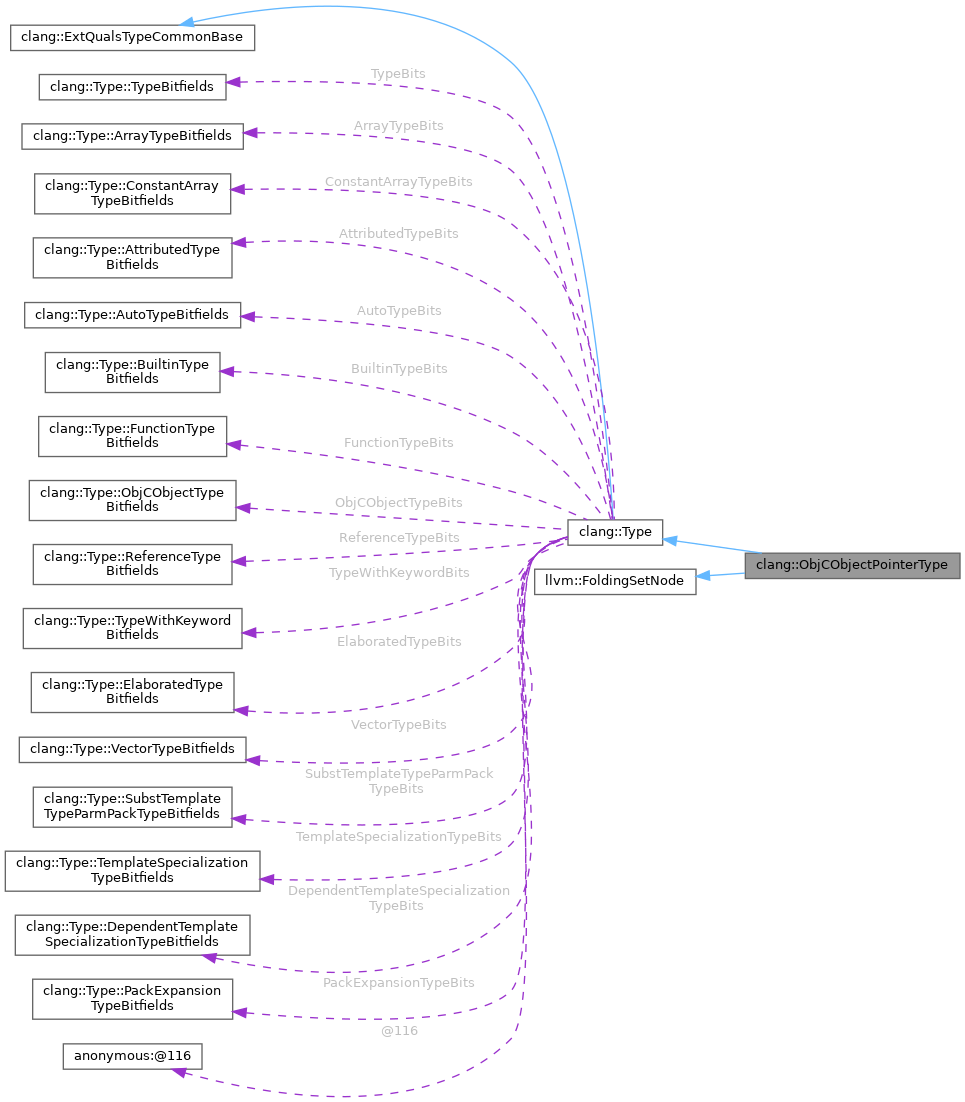 clang::ExtQualsTypeCommonBase
TypeBits
clang::Type::TypeBitfields
ArrayTypeBits
clang::Type::ArrayTypeBitfields
ConstantArrayTypeBits
clang::Type::ConstantArray
TypeBitfields
AttributedTypeBits
clang::Type::AttributedType
Bitfields
AutoTypeBits
clang::Type::AutoTypeBitfields
BuiltinTypeBits
clang::Type::BuiltinType
Bitfields
FunctionTypeBits
clang::Type::FunctionType
Bitfields
ObjCObjectTypeBits
clang::Type::ObjCObjectType
Bitfields
clang::Type
ReferenceTypeBits
clang::Type::ReferenceType
Bitfields
clang::ObjCObjectPointerType
TypeWithKeywordBits
llvm::FoldingSetNode
clang::Type::TypeWithKeyword
Bitfields
ElaboratedTypeBits
clang::Type::ElaboratedType
Bitfields
VectorTypeBits
clang::Type::VectorTypeBitfields
SubstTemplateTypeParmPack
TypeBits
clang::Type::SubstTemplate
TypeParmPackTypeBitfields
TemplateSpecializationTypeBits
clang::Type::TemplateSpecialization
TypeBitfields
DependentTemplateSpecialization
TypeBits
clang::Type::DependentTemplate
SpecializationTypeBitfields
PackExpansionTypeBits
clang::Type::PackExpansion
TypeBitfields
@116
anonymous:@116